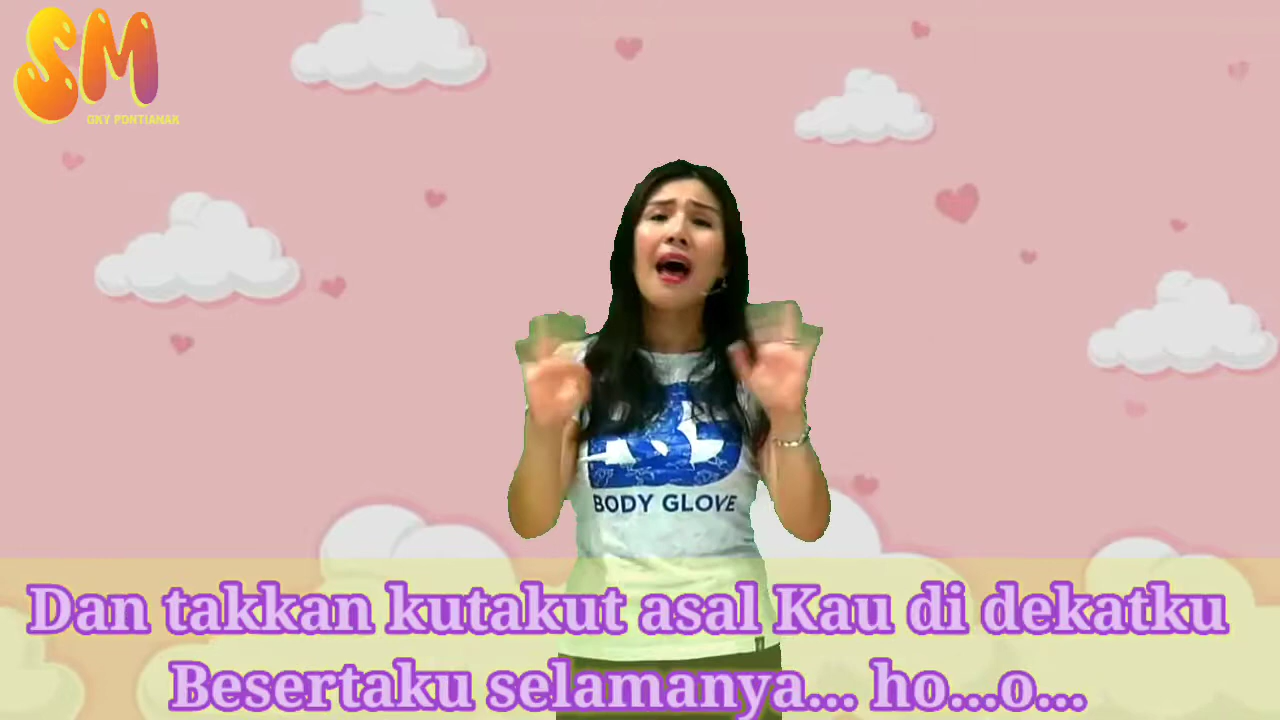 SM
GKY PONTIANAK
BODY GLOVE
Dan takkan kutakut asal Kau di dekatku
Besertaku selamanya... ho...o...